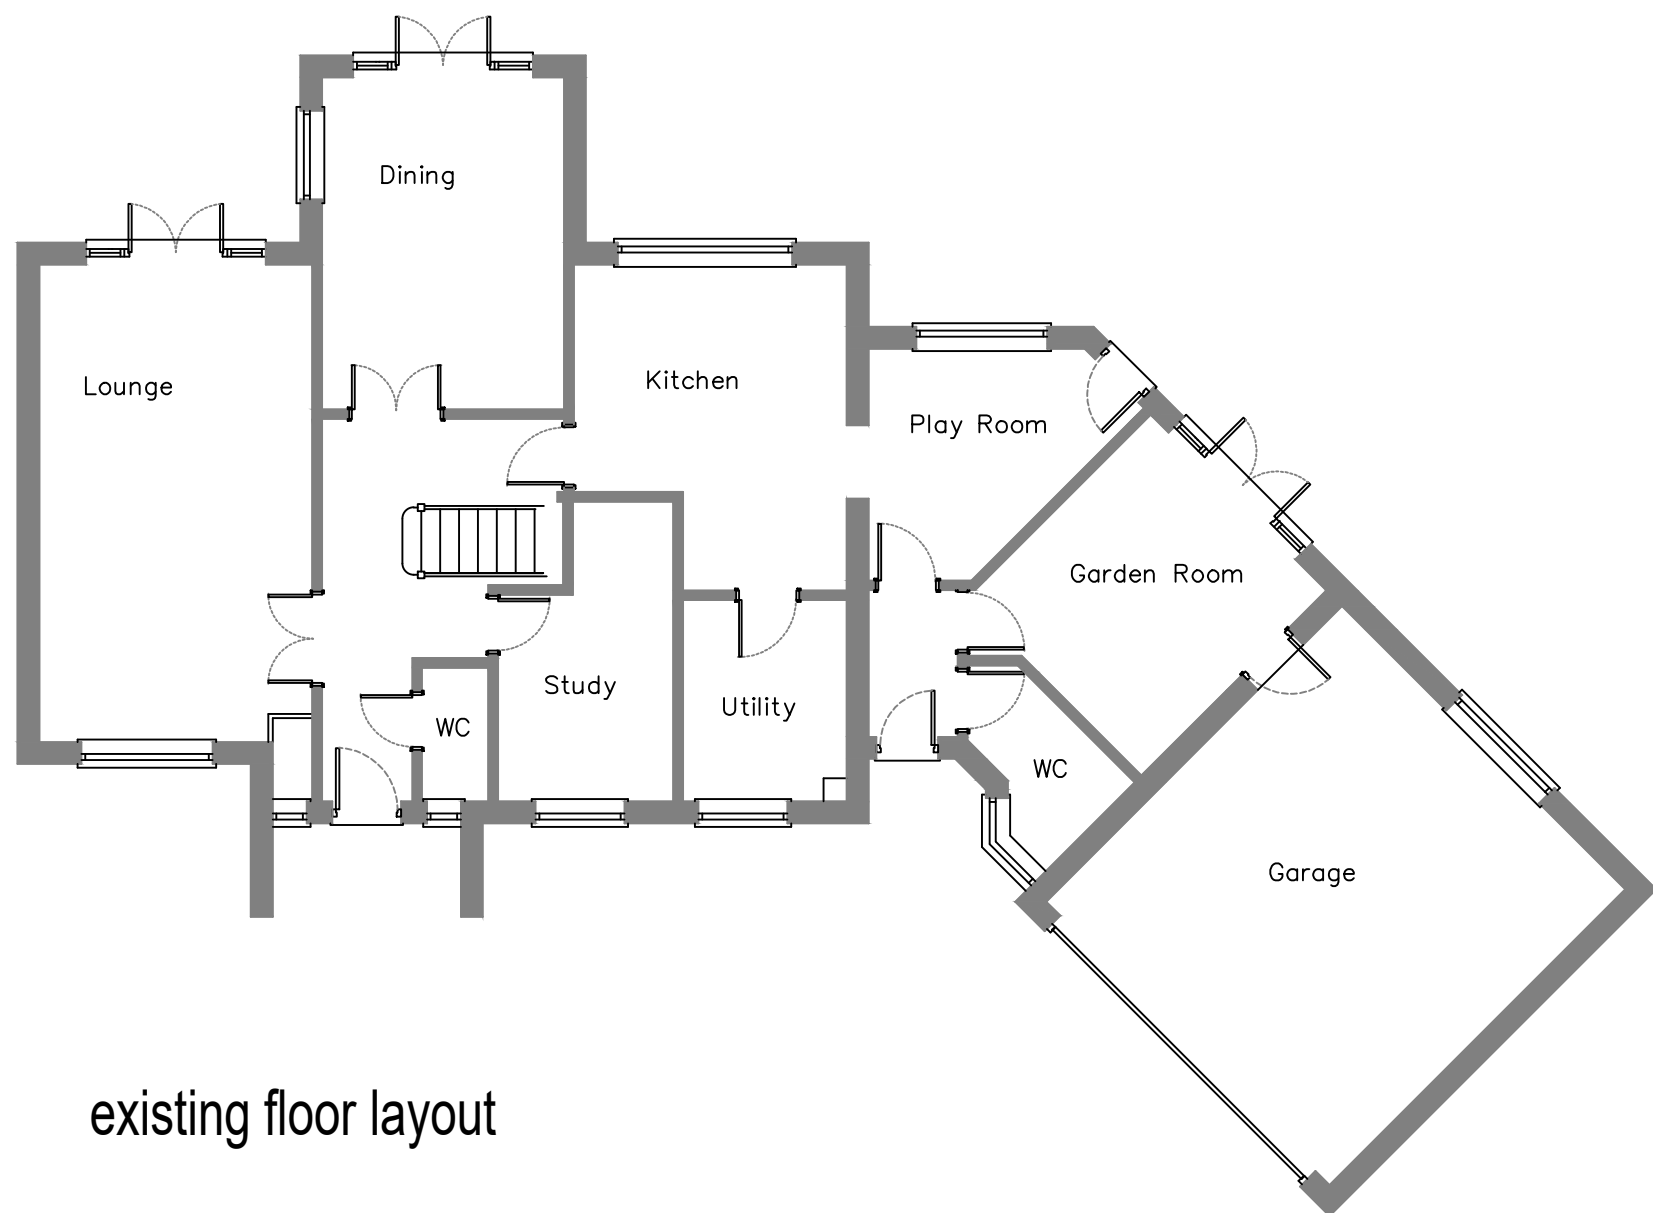 Dining
Lounge
Kitchen
Play Room
Garden Room
Study
Utility
WC
WC
Garage
existing floor layout